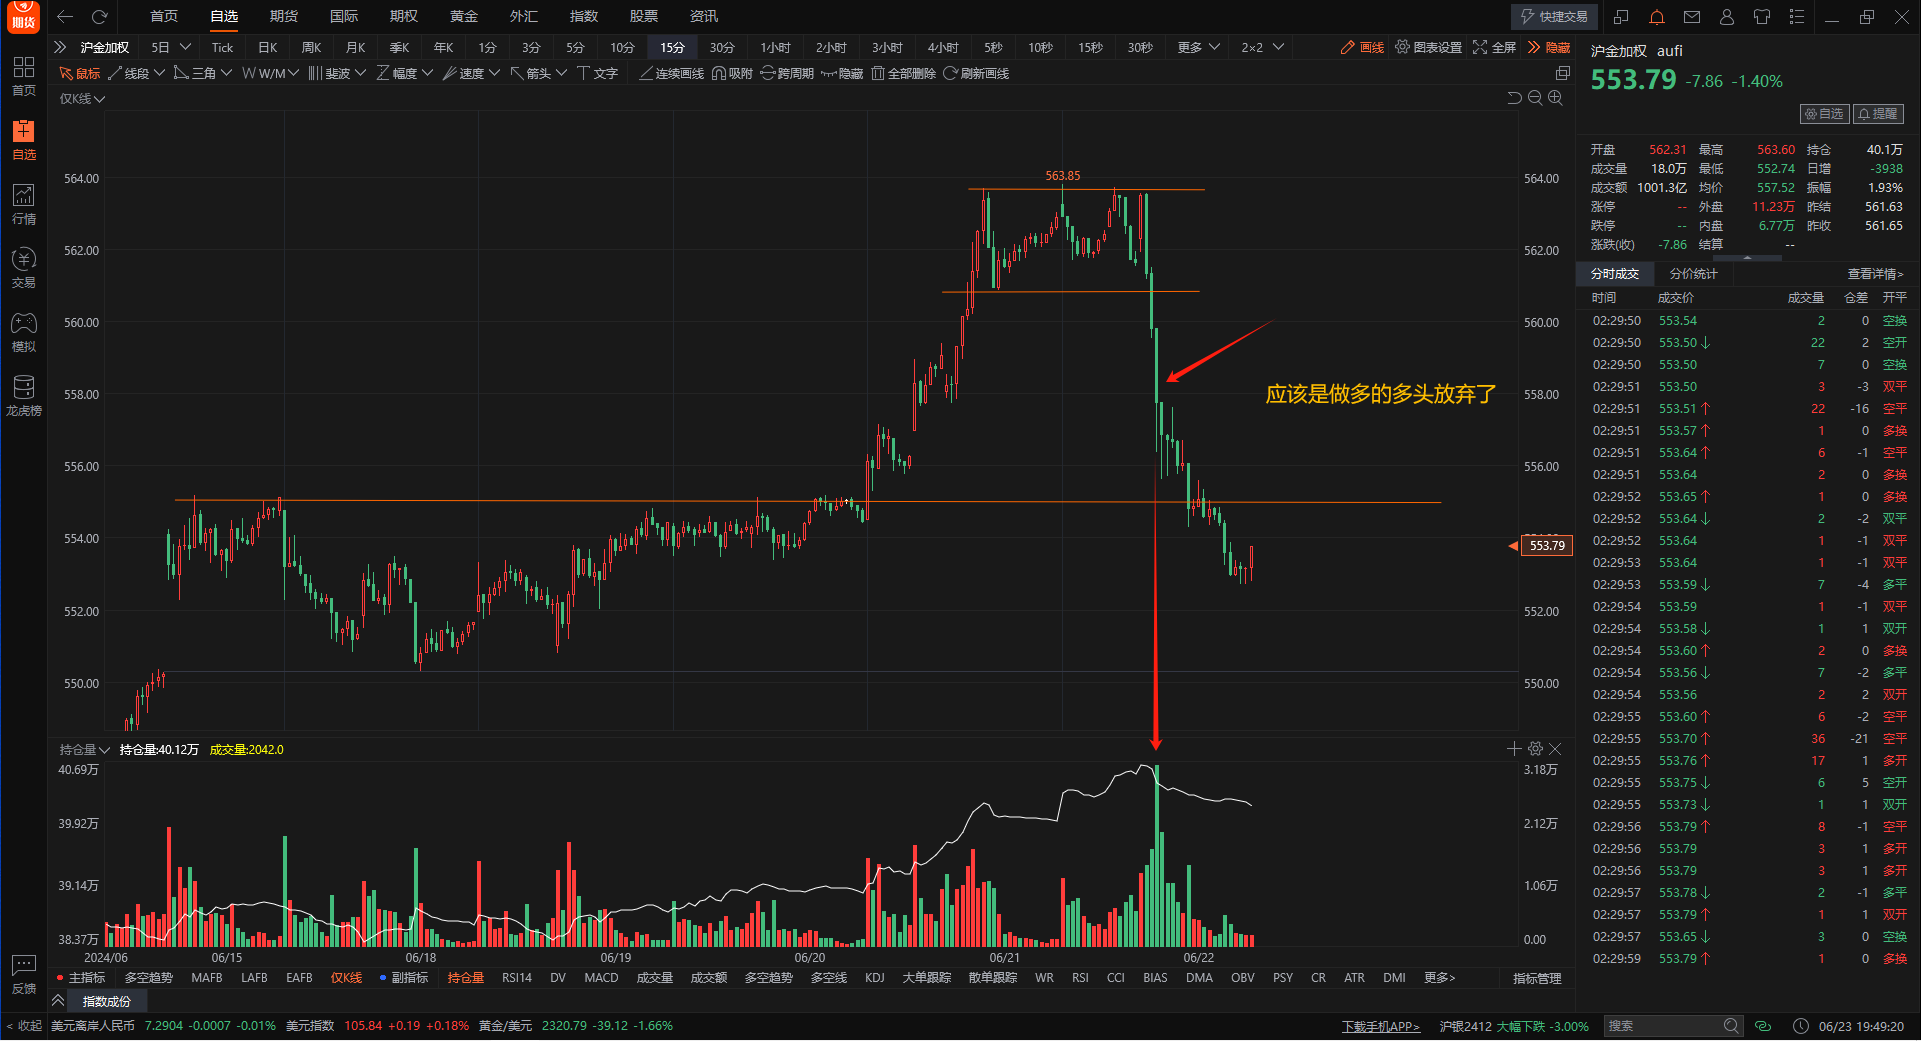 期货
首页 自选 期货 国际 期权 黄金 外汇 指数 股票 资讯
快捷交易
沪金加权 5日 Tick 日K 周K 月K 季K 年K 1分 3分 5分 10分 15分 30分 1小时 2小时 3小时 4小时 5秒 10秒 15秒 30秒 更多 2×2 画线 图表设置 全屏 隐藏
鼠标 线段 三角 W/M 斐波 幅度 速度 箭头 文字 连续画线 吸附 跨周期 隐藏 全部删除 刷新画线
仅K线
首页
自选
行情
交易
模拟
龙虎榜
反馈
564.00
562.00
560.00
558.00
556.00
554.00
552.00
550.00
563.85
应该是做多的多头放弃了
564.00
562.00
560.00
558.00
556.00
553.79
552.00
550.00
持仓量 持仓量:40.12万 成交量:2042.0
40.69万
39.92万
39.14万
38.37万
3.18万
2.12万
1.06万
0.00
2024/06 06/15 06/18 06/19 06/20 06/21 06/22
主指标 多空趋势 MAFB LAFB EAFB 仅K线 副指标 持仓量 RSI14 DV MACD 成交量 成交额 多空趋势 多空线 KDJ 大单跟踪 散单跟踪 WR RSI CCI BIAS DMA OBV PSY CR ATR DMI 更多> 指标管理
指数成份
沪金加权 aufi
553.79 -7.86 -1.40%
自选 提醒
开盘 562.31 最高 563.60 持仓 40.1万
成交量 18.0万 最低 552.74 日增 -3938
成交额 1001.3亿 均价 557.52 振幅 1.93%
涨停 -- 外盘 11.23万 昨结 561.63
跌停 -- 内盘 6.77万 昨收 561.65
涨跌(收) -7.86 结算 --
分时成交 分价统计 查看详情>
时间 成交价 成交量 仓差 开平
02:29:50 553.54 2 0 空换
02:29:50 553.50↓ 22 2 空开
02:29:50 553.50 7 0 空换
02:29:51 553.50 3 -3 双平
02:29:51 553.51↑ 22 -16 空平
02:29:51 553.57↑ 1 0 多换
02:29:51 553.64↑ 6 -1 空平
02:29:51 553.64 2 0 多换
02:29:52 553.65↑ 1 0 多换
02:29:52 553.64↓ 2 -2 双平
02:29:52 553.64 1 -1 双平
02:29:53 553.64 1 -1 双平
02:29:53 553.59↓ 7 -4 多平
02:29:54 553.59 1 -1 双平
02:29:54 553.58↓ 1 1 双开
02:29:54 553.60↑ 2 0 多换
02:29:54 553.56↓ 7 -2 多平
02:29:54 553.56 2 2 双开
02:29:55 553.60↑ 6 -2 空平
02:29:55 553.70↑ 36 -21 空平
02:29:55 553.76↑ 17 1 多开
02:29:55 553.75↓ 6 5 空开
02:29:55 553.73↓ 1 1 双开
02:29:56 553.79↑ 8 -1 空平
02:29:56 553.79 3 1 多开
02:29:56 553.79 3 1 多开
02:29:57 553.78↓ 2 -1 多平
02:29:57 553.79↑ 1 1 双开
02:29:57 553.65↓ 3 0 空换
02:29:59 553.79↑ 1 0 多换
< 收起 美元离岸人民币 7.2904 -0.0007 -0.01% 美元指数 105.84 +0.19 +0.18% 黄金/美元 2320.79 -39.12 -1.66% 下载手机APP> 沪银2412 大幅下跌 -3.00% 搜索 06/23 19:49:20